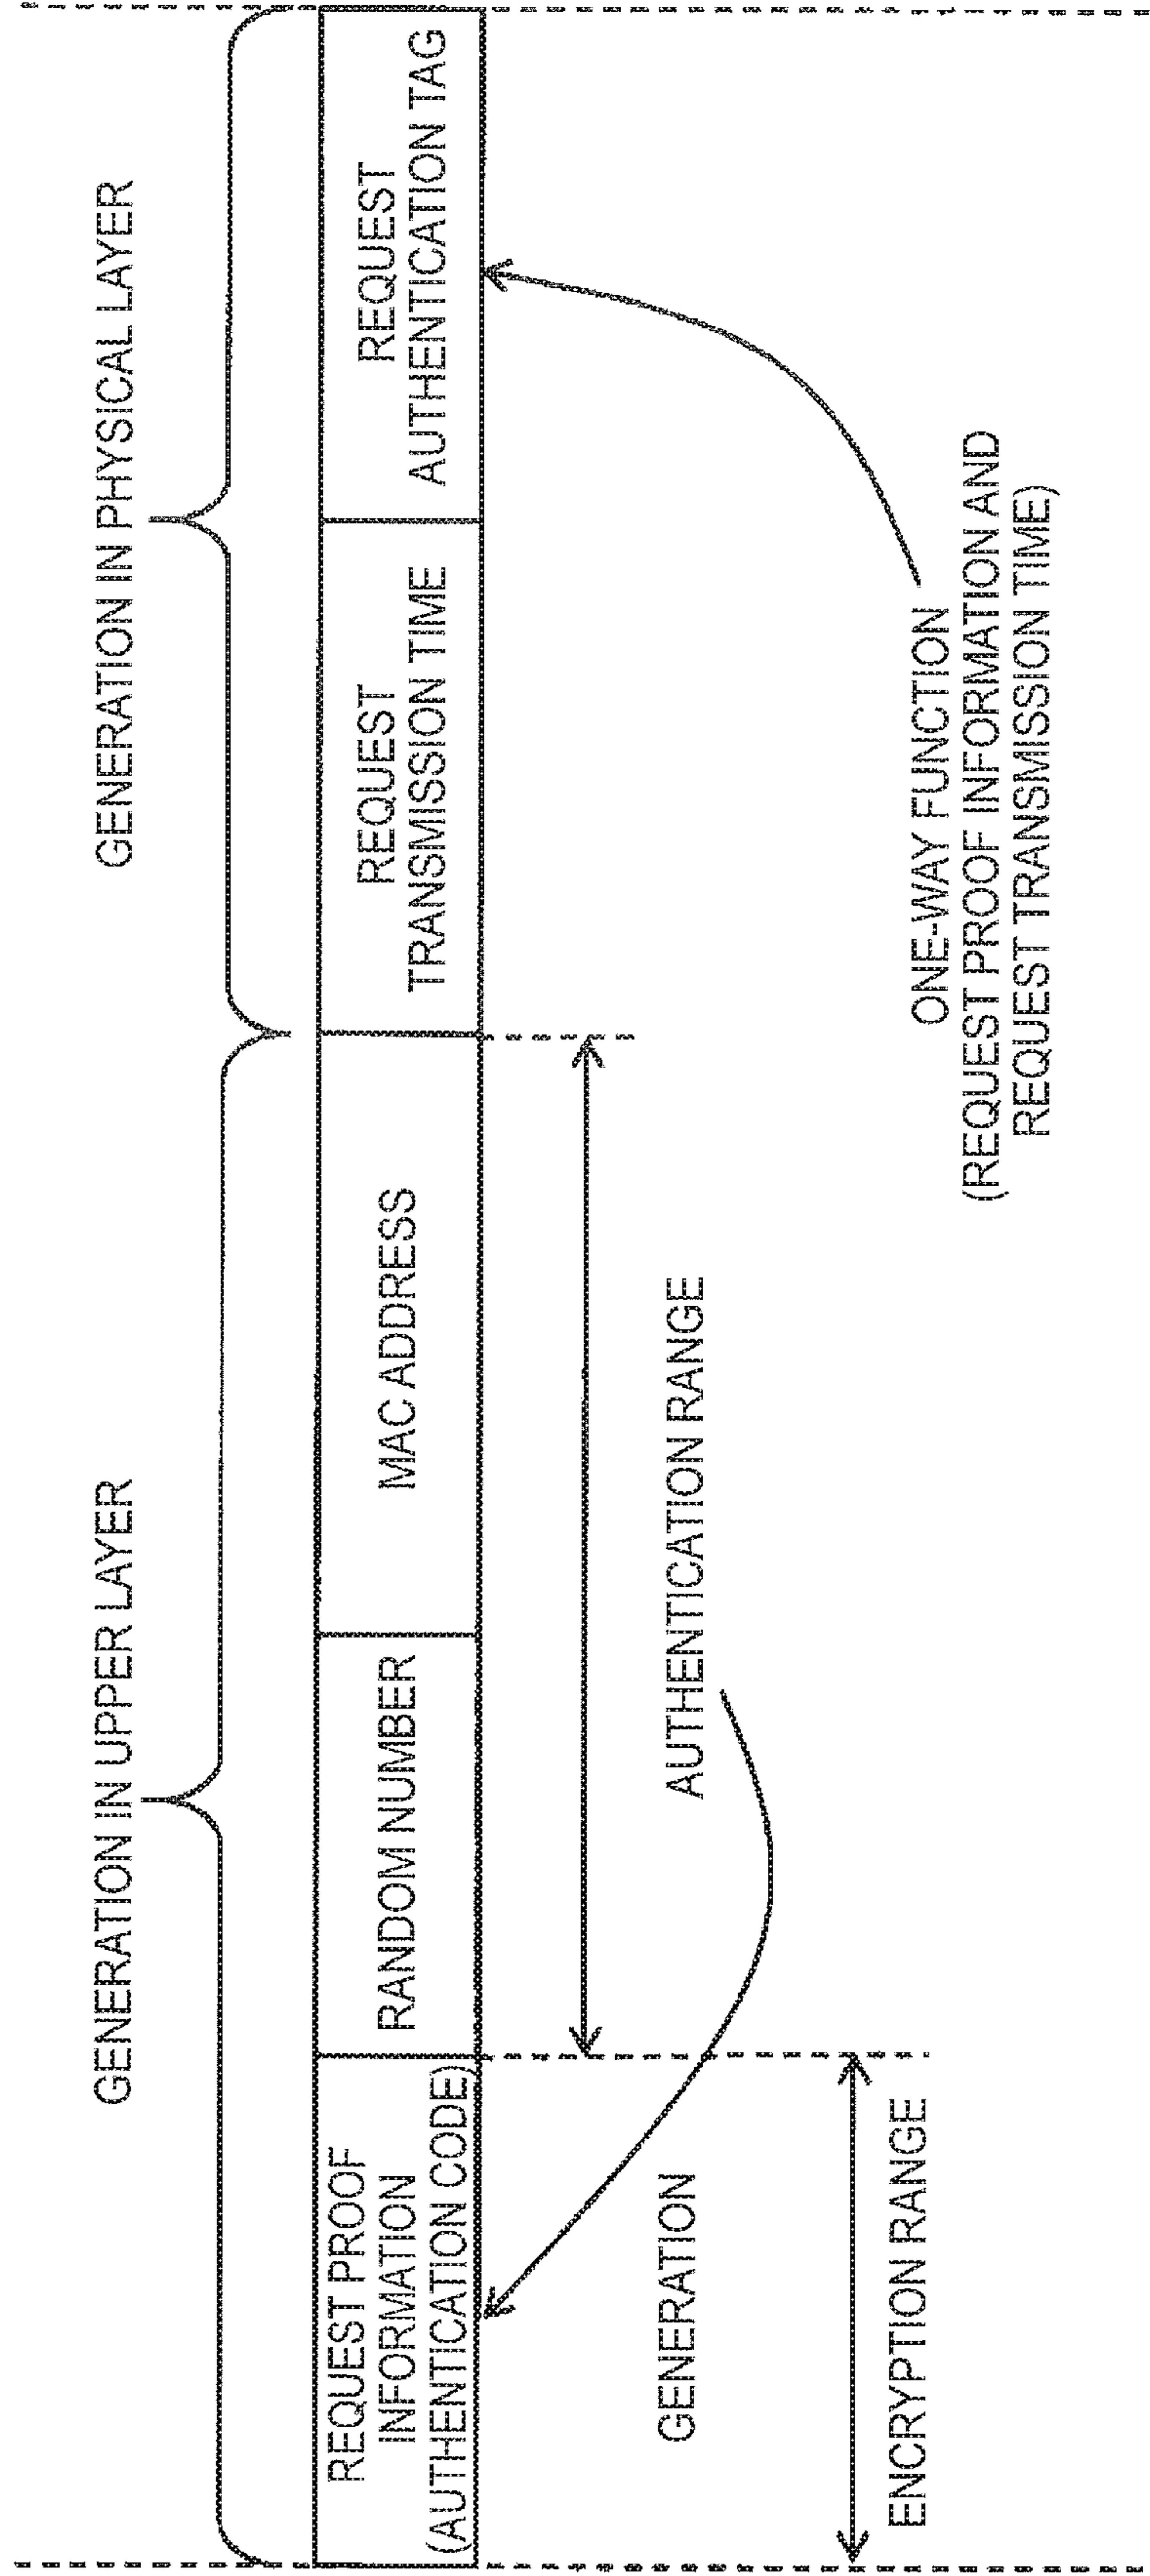 GENERATION IN UPPER LAYER
GENERATION IN PHYSICAL LAYER
REQUEST PROOF
INFORMATION
(AUTHENTICATION CODE)
RANDOM NUMBER
MAC ADDRESS
REQUEST
TRANSMISSION TIME
REQUEST
AUTHENTICATION TAG
GENERATION
AUTHENTICATION RANGE
ENCRYPTION RANGE
ONE-WAY FUNCTION
(REQUEST PROOF INFORMATION AND
REQUEST TRANSMISSION TIME)